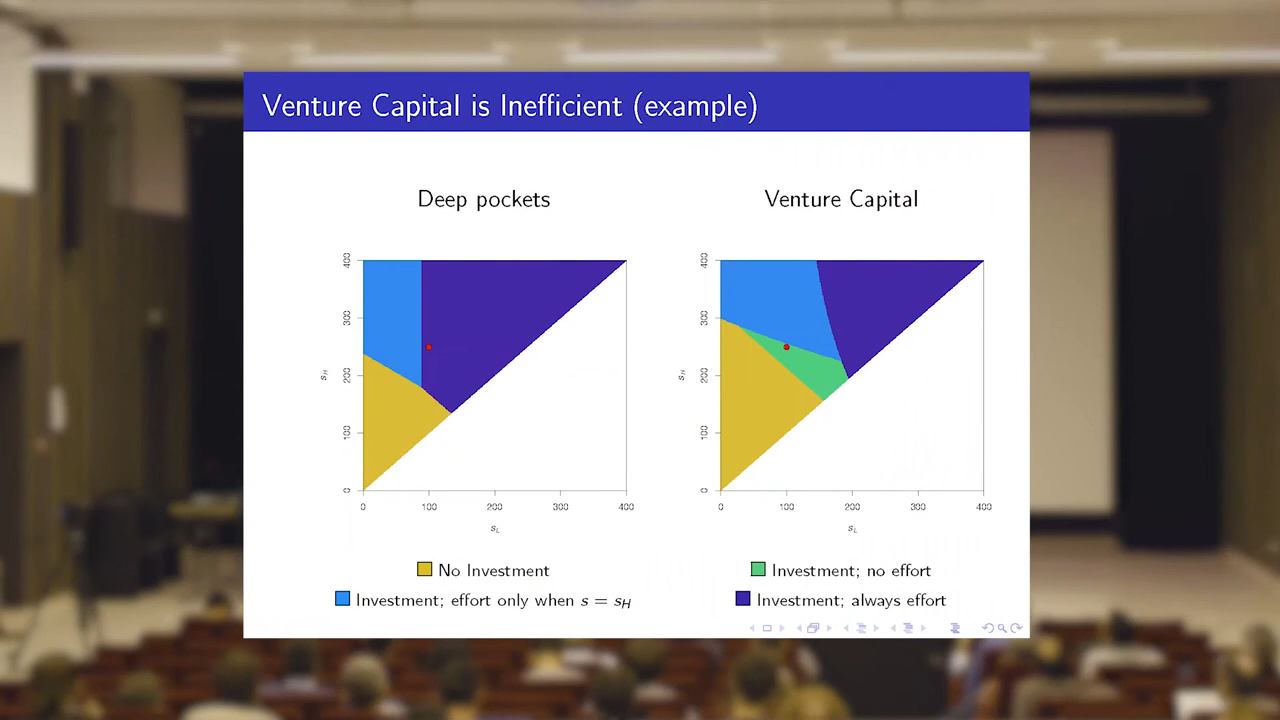 Venture Capital is Inefficient (example)
Deep pockets
Venture Capital
400
300
200
100
0
s_H
0 100 200 300 400
s_L
400
300
200
100
0
s_H
0 100 200 300 400
s_L
No Investment
Investment; no effort
Investment; effort only when s = s_H
Investment; always effort